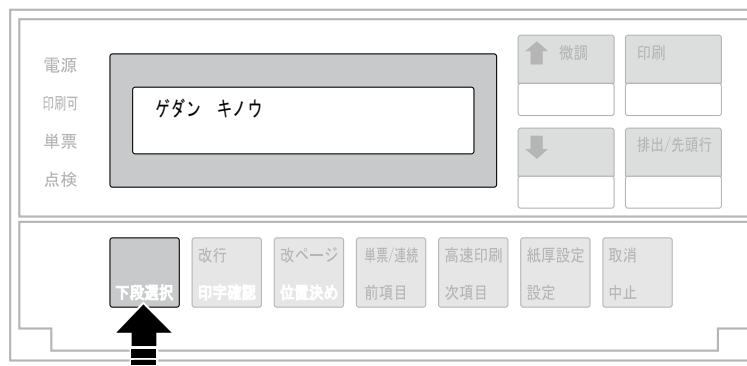 電源
印刷可
単票
点検
ゲダン キノウ
微調
印刷
排出/先頭行
下段選択
改行
印字確認
改ページ
位置決め
単票/連続
前項目
高速印刷
次項目
紙厚設定
設定
取消
中止